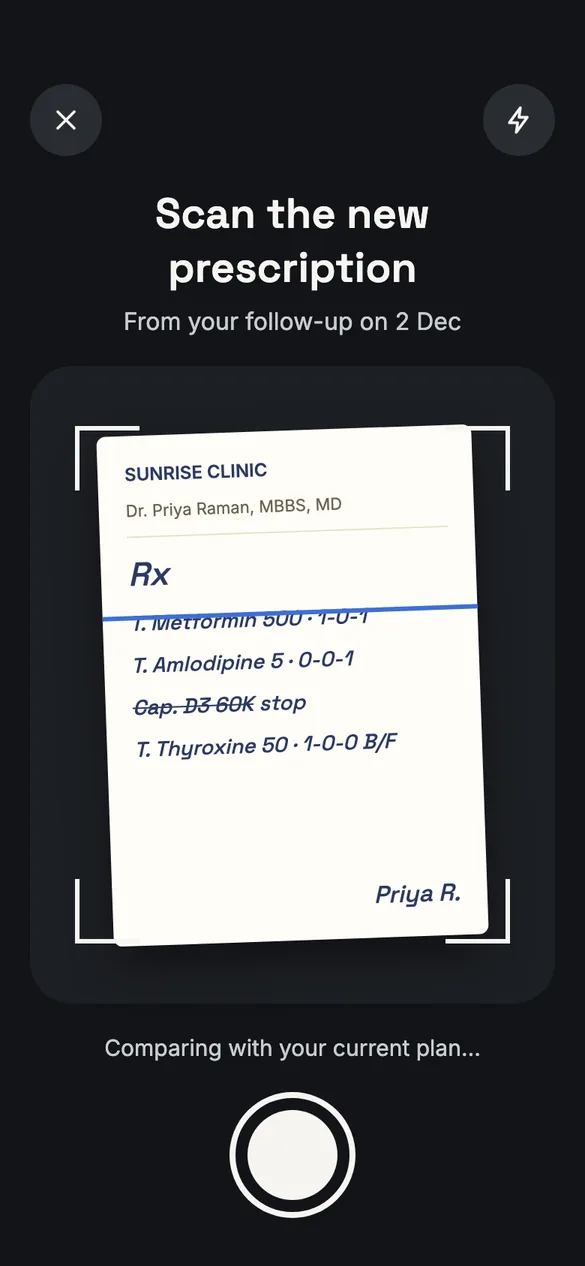 Scan the new
prescription
From your follow-up on 2 Dec
SUNRISE CLINIC
Dr. Priya Raman, MBBS, MD
Rx
T. Metformin 500 · 1-0-1
T. Amlodipine 5 · 0-0-1
Cap. D3 60K stop
T. Thyroxine 50 · 1-0-0 B/F
Priya R.
Comparing with your current plan...